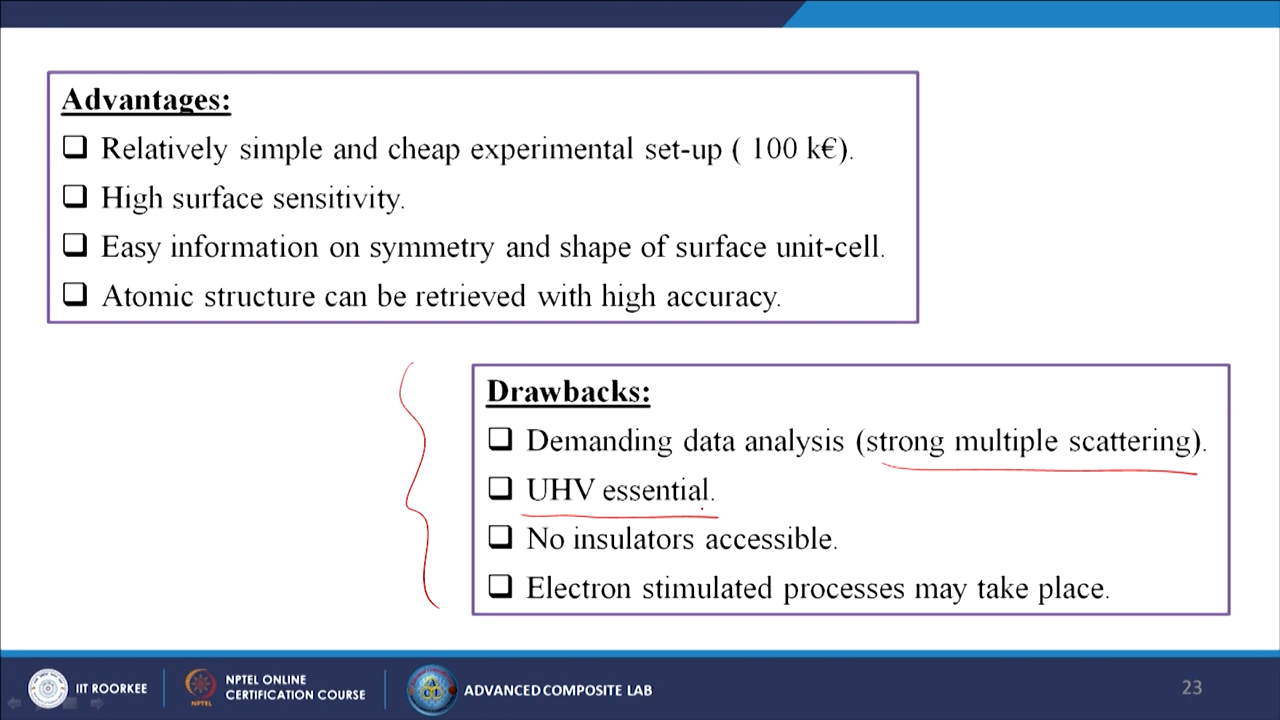 Advantages:
❑ Relatively simple and cheap experimental set-up ( 100 k€).
❑ High surface sensitivity.
❑ Easy information on symmetry and shape of surface unit-cell.
❑ Atomic structure can be retrieved with high accuracy.
Drawbacks:
❑ Demanding data analysis (strong multiple scattering).
❑ UHV essential.
❑ No insulators accessible.
❑ Electron stimulated processes may take place.
IIT ROORKEE
NPTEL
NPTEL ONLINE
CERTIFICATION COURSE
ACL
ADVANCED COMPOSITE LAB
23